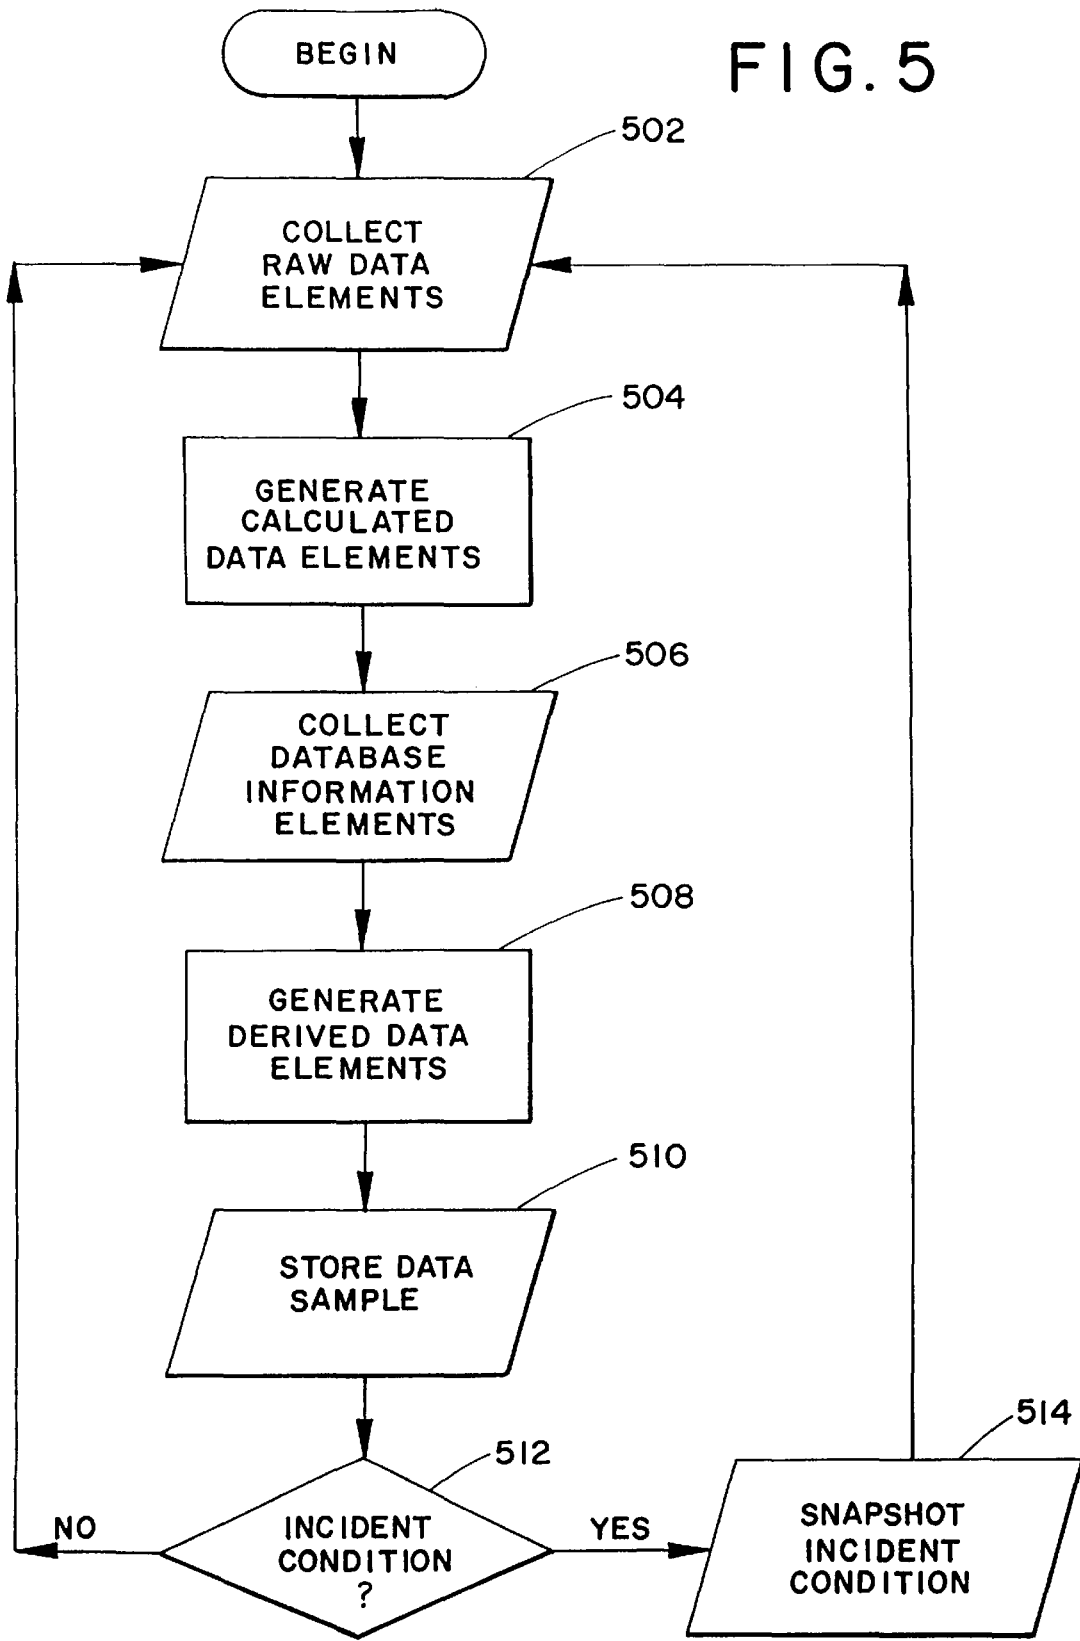 BEGIN
FIG. 5
502
COLLECT
RAW DATA
ELEMENTS
504
GENERATE
CALCULATED
DATA ELEMENTS
506
COLLECT
DATABASE
INFORMATION
ELEMENTS
508
GENERATE
DERIVED DATA
ELEMENTS
510
STORE DATA
SAMPLE
512
INCIDENT
CONDITION
?
NO
YES
514
SNAPSHOT
INCIDENT
CONDITION